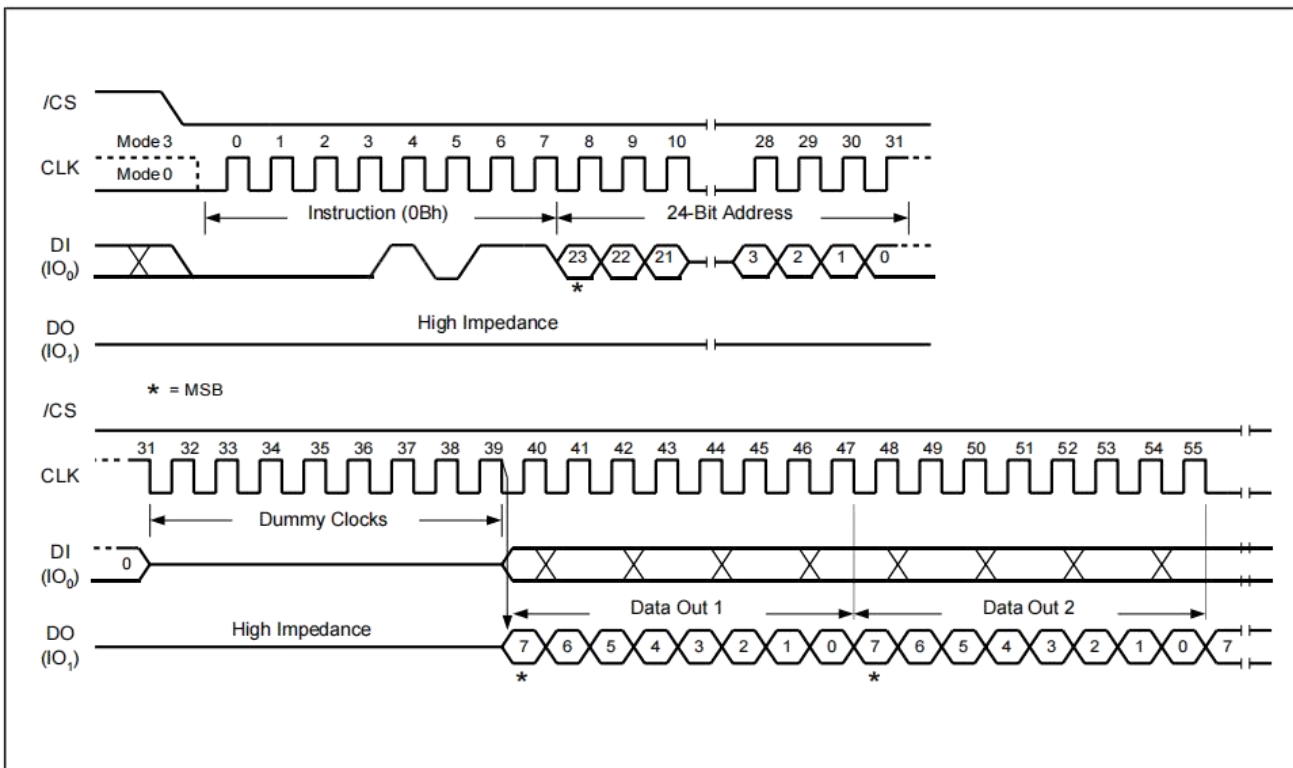 /CS
Mode 3 0 1 2 3 4 5 6 7 8 9 10 28 29 30 31
CLK
Mode 0
Instruction (0Bh) 24-Bit Address
DI
(IO0) 23 22 21 3 2 1 0
*
High Impedance
DO
(IO1)
* = MSB
/CS
31 32 33 34 35 36 37 38 39 40 41 42 43 44 45 46 47 48 49 50 51 52 53 54 55
CLK
Dummy Clocks
DI
(IO0) 0
Data Out 1 Data Out 2
High Impedance
DO
(IO1) 7 6 5 4 3 2 1 0 7 6 5 4 3 2 1 0 7
* *